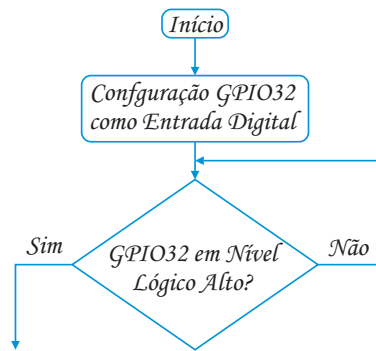 Início
Confguração GPIO32
como Entrada Digital
Sim
GPIO32 em Nível
Lógico Alto?
Não